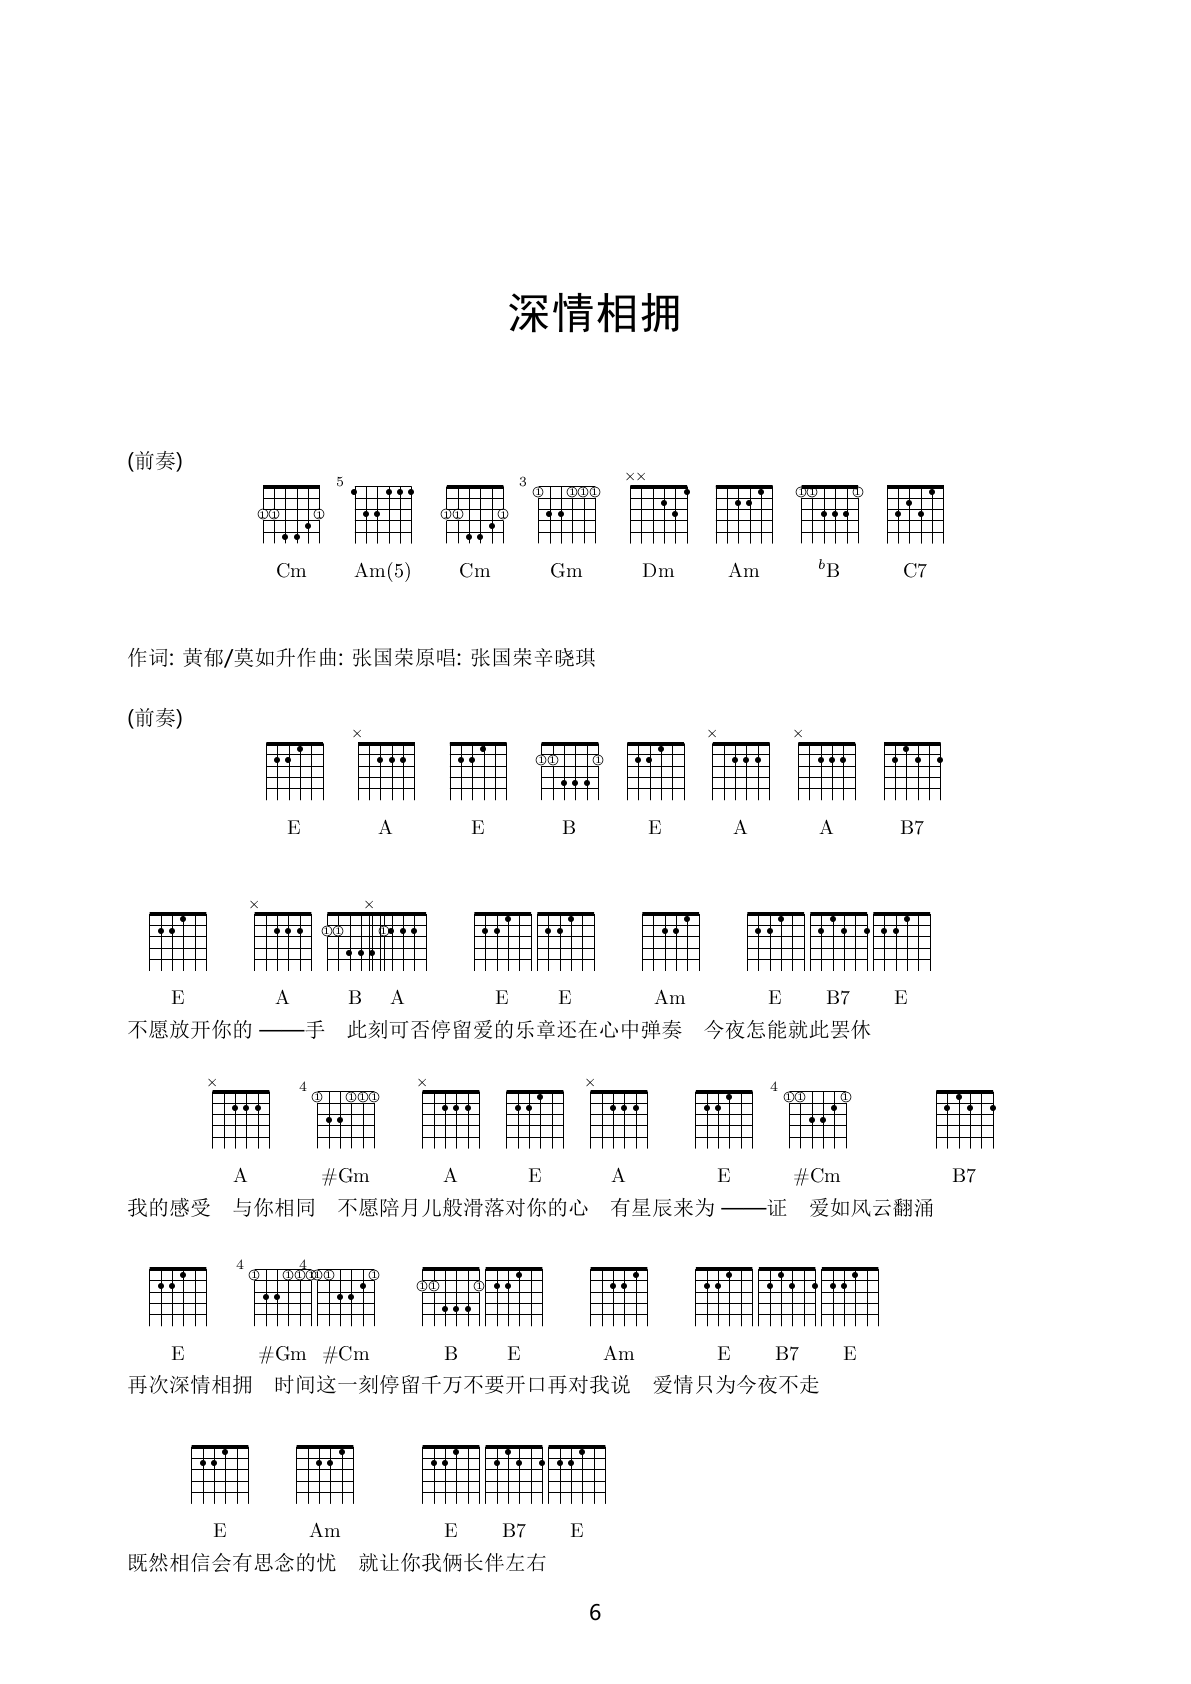 深情相拥
(前奏)
5 3 ××
Cm Am(5) Cm Gm Dm Am ᵇB C7
作词: 黄郁/莫如升作曲: 张国荣原唱: 张国荣辛晓琪
(前奏)
× × ×
E A E B E A A B7
× ×
E A B A E E Am E B7 E
不愿放开你的 ——手 此刻可否停留爱的乐章还在心中弹奏 今夜怎能就此罢休
× 4 × × 4
A #Gm A E A E #Cm B7
我的感受 与你相同 不愿陪月儿般滑落对你的心 有星辰来为 ——证 爱如风云翻涌
4 4
E #Gm #Cm B E Am E B7 E
再次深情相拥 时间这一刻停留千万不要开口再对我说 爱情只为今夜不走
E Am E B7 E
既然相信会有思念的忧 就让你我俩长伴左右
6